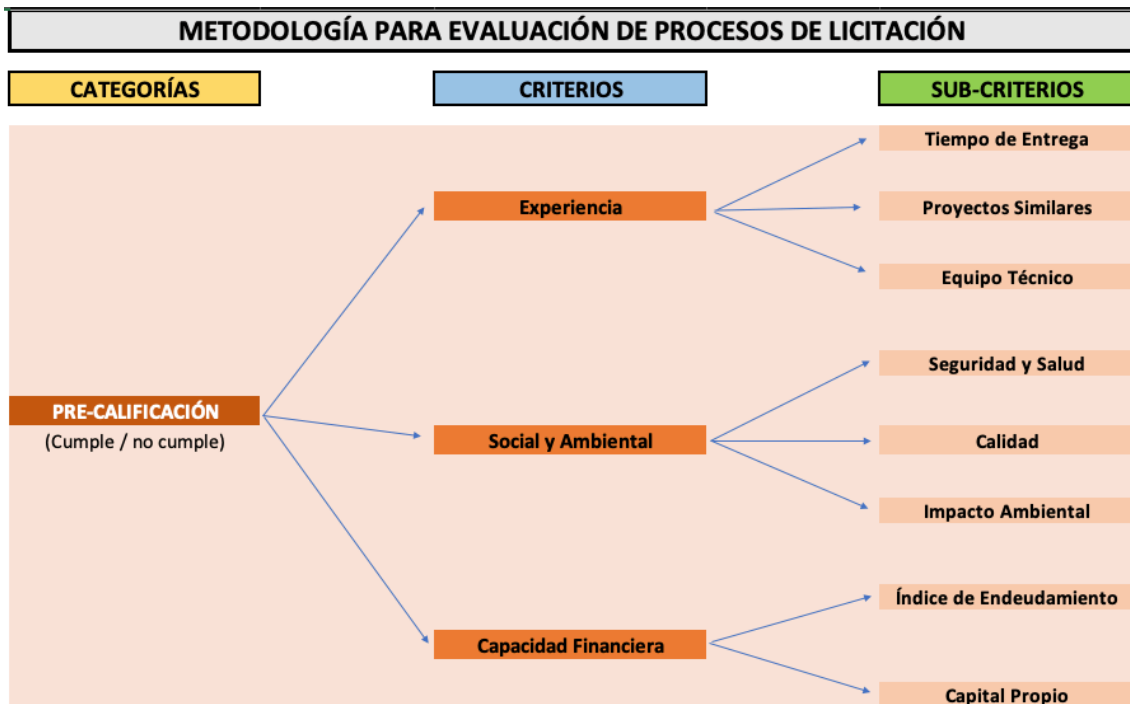 METODOLOGÍA PARA EVALUACIÓN DE PROCESOS DE LICITACIÓN
CATEGORÍAS
CRITERIOS
SUB-CRITERIOS
PRE-CALIFICACIÓN
(Cumple / no cumple)
Experiencia
Tiempo de Entrega
Proyectos Similares
Equipo Técnico
Social y Ambiental
Seguridad y Salud
Calidad
Impacto Ambiental
Capacidad Financiera
Índice de Endeudamiento
Capital Propio